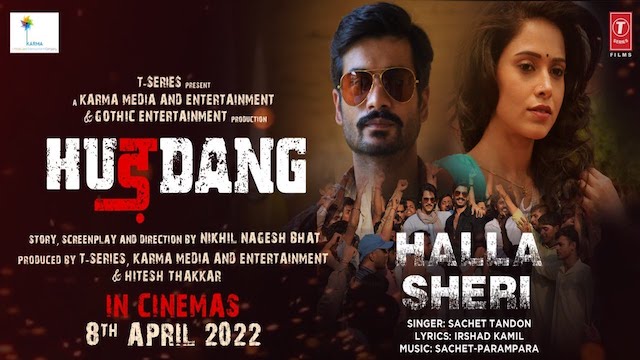 KARMA
T-SERIES PRESENT
A KARMA MEDIA AND ENTERTAINMENT
& GOTHIC ENTERTAINMENT PRODUCTION
HUड़DANG
STORY, SCREENPLAY AND DIRECTION BY NIKHIL NAGESH BHAT
PRODUCED BY T-SERIES, KARMA MEDIA AND ENTERTAINMENT
& HITESH THAKKAR
IN CINEMAS
8TH APRIL 2022
T-SERIES
FILMS
HALLA
SHERI
SINGER: SACHET TANDON
LYRICS: IRSHAD KAMIL
MUSIC: SACHET-PARAMPARA